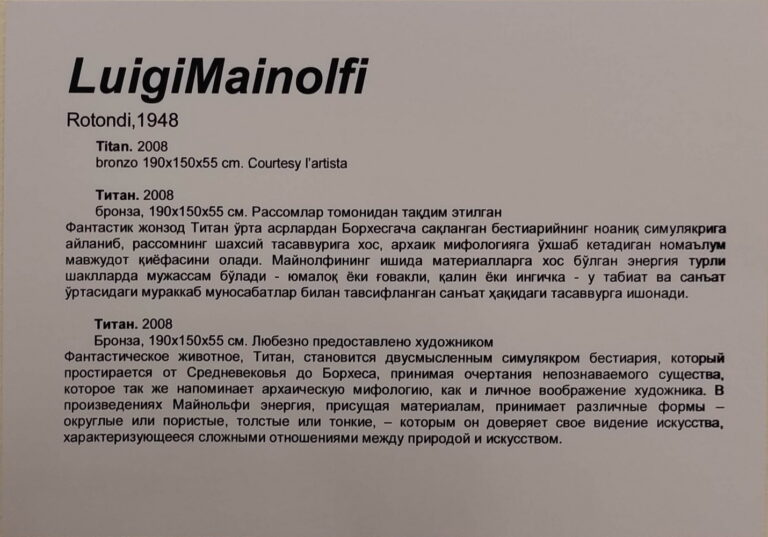 LuigiMainolfi
Rotondi,1948
Titan. 2008
bronzo 190x150x55 cm. Courtesy l'artista
Титан. 2008
бронза, 190х150х55 см. Рассомлар томонидан тақдим этилган
Фантастик жонзод Титан ўрта асрлардан Борхесгача сақланган бестиарийнинг ноаниқ симулякрига
айланиб, рассомнинг шахсий тасаввурига хос, архаик мифологияга ўхшаб кетадиган номаълум
мавжудот қиёфасини олади. Майнолфининг ишида материалларга хос бўлган энергия турли
шаклларда мужассам бўлади - юмалоқ ёки ғовакли, қалин ёки ингичка - у табиат ва санъат
ўртасидаги мураккаб муносабатлар билан тавсифланган санъат ҳақидаги тасаввурга ишонади.
Титан. 2008
Бронза, 190х150х55 см. Любезно предоставлено художником
Фантастическое животное, Титан, становится двусмысленным симулякром бестиария, который
простирается от Средневековья до Борхеса, принимая очертания непознаваемого существа,
которое так же напоминает архаическую мифологию, как и личное воображение художника. В
произведениях Майнольфи энергия, присущая материалам, принимает различные формы –
округлые или пористые, толстые или тонкие, – которым он доверяет свое видение искусства,
характеризующееся сложными отношениями между природой и искусством.